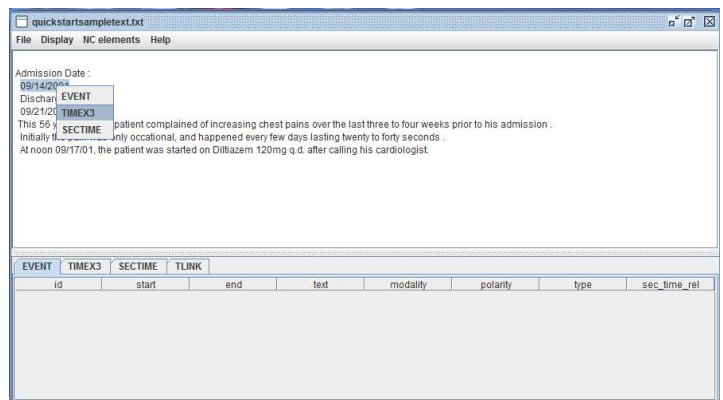 quickstartsampletext.txt
File Display NC elements Help
Admission Date :
09/14/2001
EVENT
Dischar
TIMEX3
09/21/20
SECTIME
This 56 y patient complained of increasing chest pains over the last three to four weeks prior to his admission .
Initially only occational, and happened every few days lasting twenty to forty seconds .
At noon 09/17/01, the patient was started on Diltiazem 120mg q.d. after calling his cardiologist.
EVENT TIMEX3 SECTIME TLINK
id start end text modality polarity type sec_time_rel